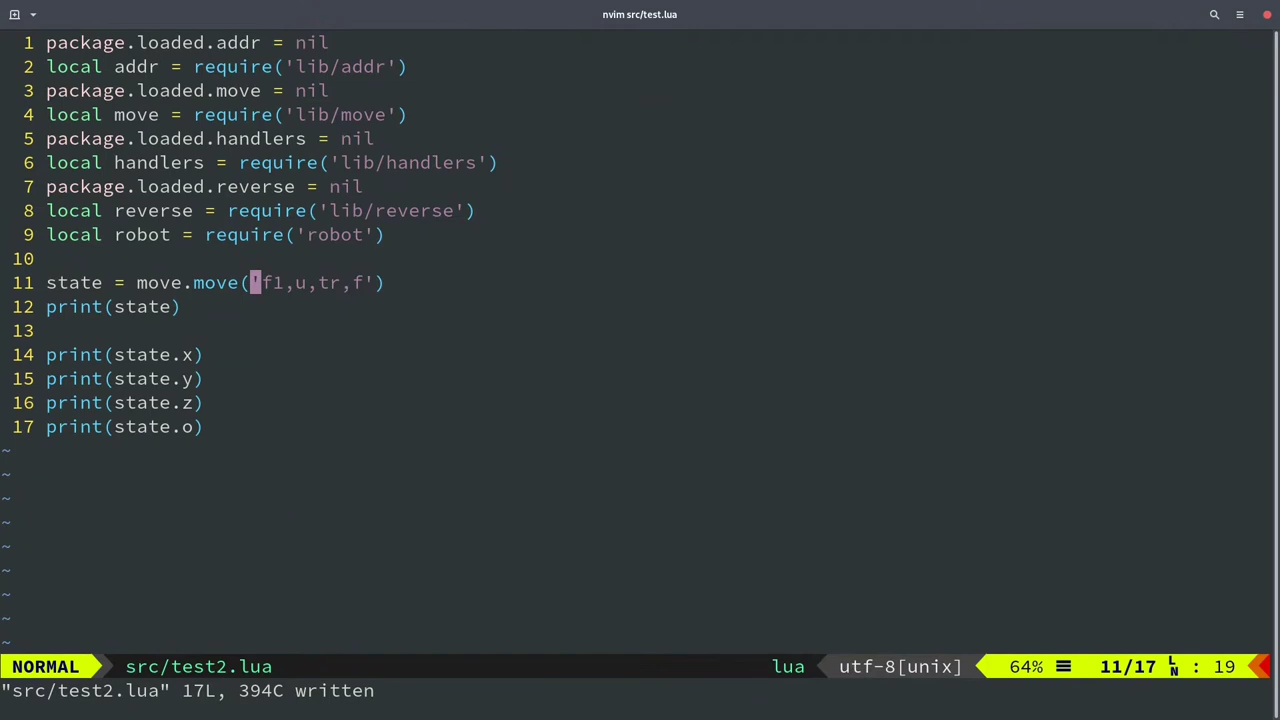 nvim src/test.lua
1 package.loaded.addr = nil
2 local addr = require('lib/addr')
3 package.loaded.move = nil
4 local move = require('lib/move')
5 package.loaded.handlers = nil
6 local handlers = require('lib/handlers')
7 package.loaded.reverse = nil
8 local reverse = require('lib/reverse')
9 local robot = require('robot')
10
11 state = move.move('f1,u,tr,f')
12 print(state)
13
14 print(state.x)
15 print(state.y)
16 print(state.z)
17 print(state.o)
~
~
~
~
~
~
~
~
~
NORMAL src/test2.lua lua utf-8[unix] 64% ☰ 11/17 LN : 19
"src/test2.lua" 17L, 394C written